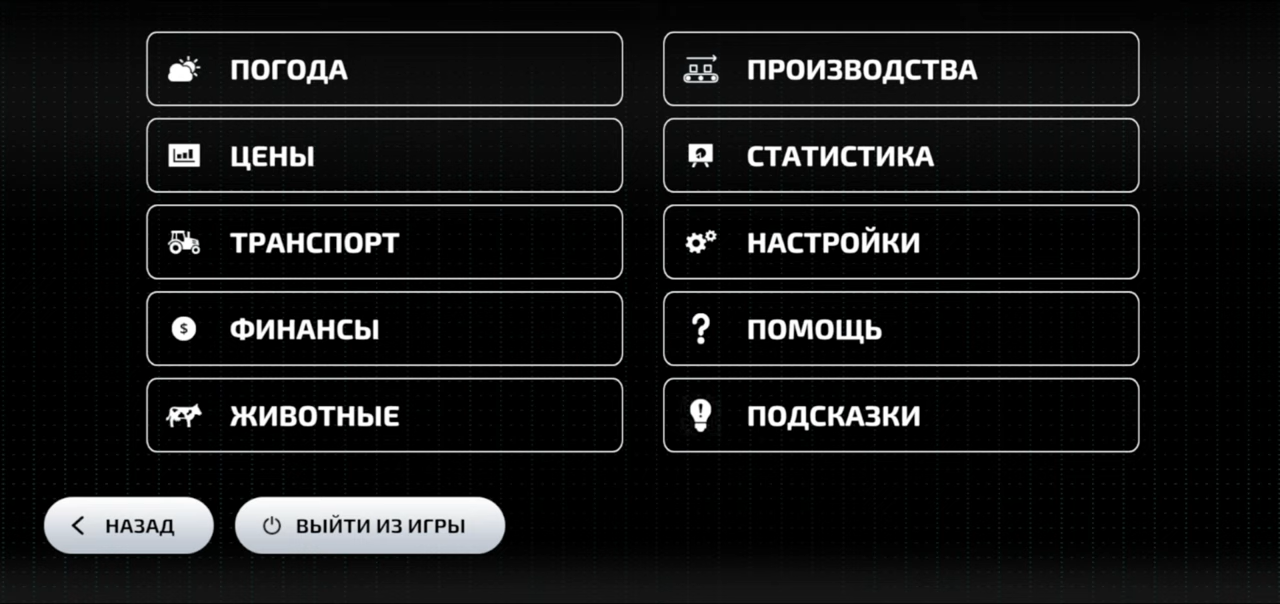 ПОГОДА
ПРОИЗВОДСТВА
ЦЕНЫ
СТАТИСТИКА
ТРАНСПОРТ
НАСТРОЙКИ
ФИНАНСЫ
ПОМОЩЬ
ЖИВОТНЫЕ
ПОДСКАЗКИ
НАЗАД
ВЫЙТИ ИЗ ИГРЫ